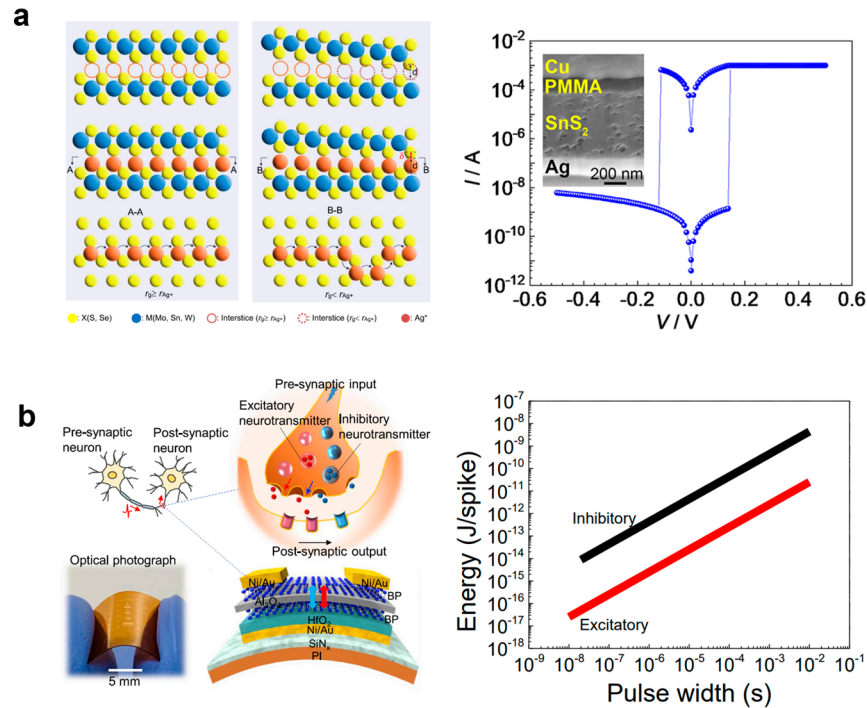 a
A
A
B
B
d
δ
d
A-A
B-B
r_g ≥ r_Ag+
r_g < r_Ag+
: X(S, Se)
: M(Mo, Sn, W)
: Interstice (r_g ≥ r_Ag+)
: Interstice (r_g < r_Ag+)
: Ag⁺
I / A
10⁻²
10⁻⁴
10⁻⁶
10⁻⁸
10⁻¹⁰
10⁻¹²
Cu
PMMA
SnS₂
Ag
200 nm
-0.6 -0.4 -0.2 0.0 0.2 0.4 0.6
V / V
b
Pre-synaptic
neuron
Post-synaptic
neuron
Pre-synaptic input
Excitatory
neurotransmitter
Inhibitory
neurotransmitter
Post-synaptic output
Optical photograph
5 mm
Ni/Au
Ni/Au
BP
HfO₂
BP
Ni/Au
SiNₓ
PI
Energy (J/spike)
10⁻⁷
10⁻⁸
10⁻⁹
10⁻¹⁰
10⁻¹¹
10⁻¹²
10⁻¹³
10⁻¹⁴
10⁻¹⁵
10⁻¹⁶
10⁻¹⁷
10⁻¹⁸
Inhibitory
Excitatory
10⁻⁹ 10⁻⁸ 10⁻⁷ 10⁻⁶ 10⁻⁵ 10⁻⁴ 10⁻³ 10⁻² 10⁻¹
Pulse width (s)